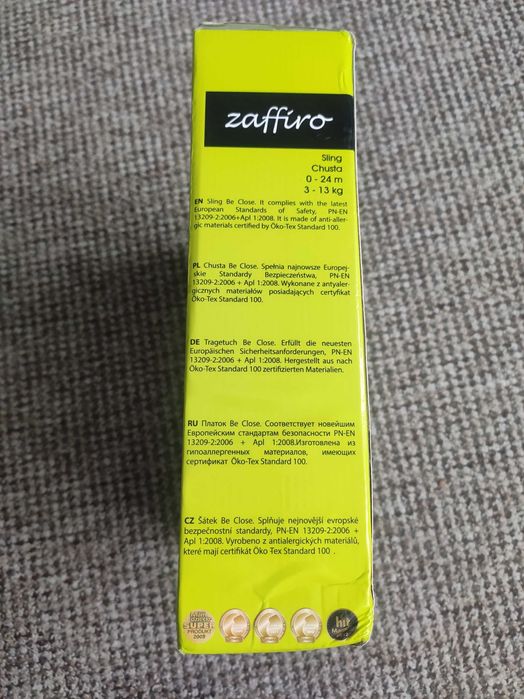 zaffiro
Sling
Chusta
0 - 24 m
3 - 13 kg
EN Sling Be Close. It complies with the latest
European Standards of Safety, PN-EN
13209-2:2006+Apl 1:2008. It is made of anti-aller-
gic materials certified by Öko-Tex Standard 100.
PL Chusta Be Close. Spełnia najnowsze Europej-
skie Standardy Bezpieczeństwa, PN-EN
13209-2:2006 + Apl 1:2008. Wykonane z antyaler-
gicznych materiałów posiadających certyfikat
Öko-Tex Standard 100.
DE Tragetuch Be Close. Erfüllt die neuesten
Europäischen Sicherheitsanforderungen, PN-EN
13209-2:2006 + Apl 1:2008. Hergestellt aus nach
Öko-Tex Standard 100 zertifizierten Materialien.
RU Платок Be Close. Соответствует новейшим
Европейским стандартам безопасности PN-EN
13209-2:2006 + Apl 1:2008.Изготовлена из
гипоаллергенных материалов, имеющих
сертификат Öko-Tex Standard 100.
CZ Šátek Be Close. Splňuje nejnovější evropské
bezpečnostní standardy, PN-EN 13209-2:2006 +
Apl 1:2008. Vyrobeno z antialergických materiálů,
které mají certifikát Öko Tex Standard 100 .
SUPER
PRODUKT
2009
hit